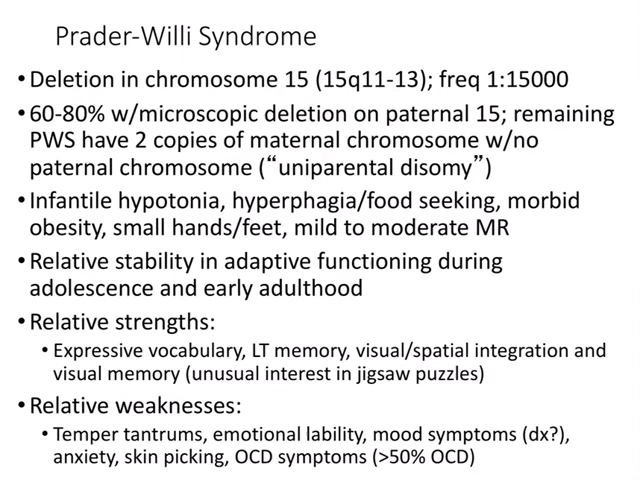 Prader-Willi Syndrome
• Deletion in chromosome 15 (15q11-13); freq 1:15000
• 60-80% w/microscopic deletion on paternal 15; remaining
PWS have 2 copies of maternal chromosome w/no
paternal chromosome (“uniparental disomy”)
• Infantile hypotonia, hyperphagia/food seeking, morbid
obesity, small hands/feet, mild to moderate MR
• Relative stability in adaptive functioning during
adolescence and early adulthood
• Relative strengths:
• Expressive vocabulary, LT memory, visual/spatial integration and
visual memory (unusual interest in jigsaw puzzles)
• Relative weaknesses:
• Temper tantrums, emotional lability, mood symptoms (dx?),
anxiety, skin picking, OCD symptoms (>50% OCD)